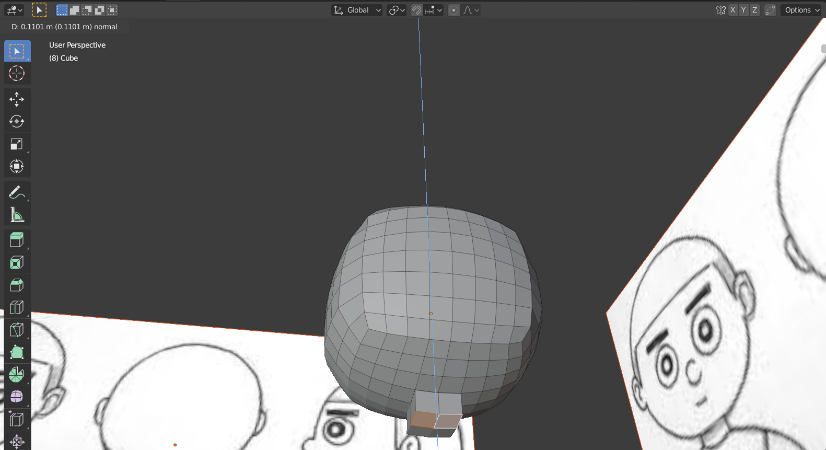 Global
X Y Z
Options
D: 0.1101 m (0.1101 m) normal
User Perspective
(8) Cube